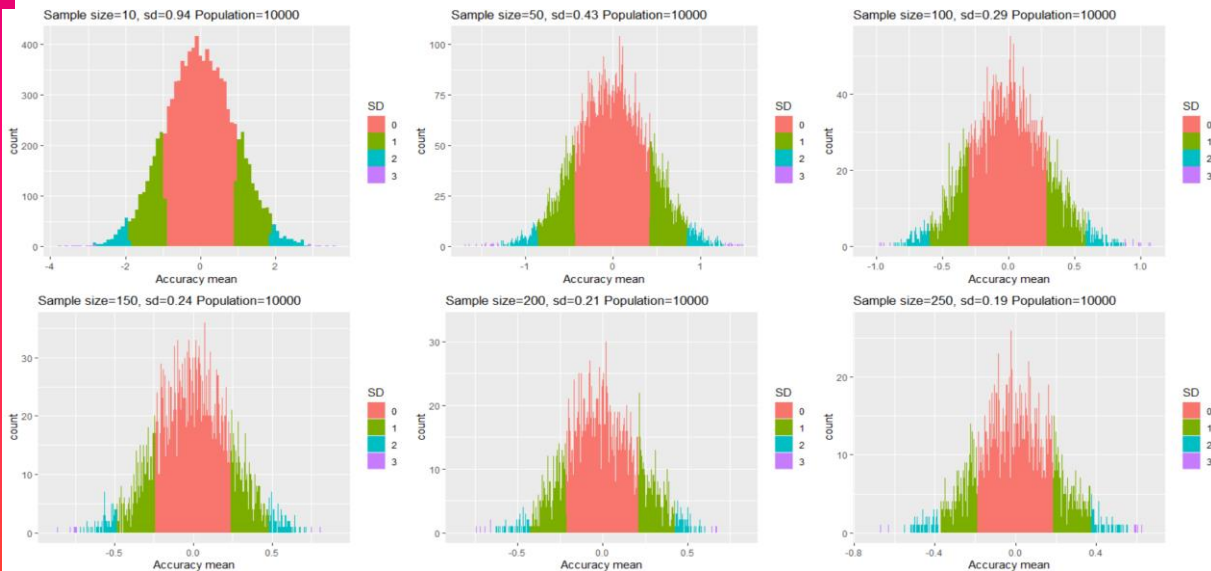 Sample size=10, sd=0.94 Population=10000
400
300
200
100
0
count
-4
-2
0
2
Accuracy mean
SD
0
1
2
3
Sample size=50, sd=0.43 Population=10000
100
75
50
25
0
count
-1
0
1
Accuracy mean
SD
0
1
2
3
Sample size=100, sd=0.29 Population=10000
40
20
0
count
-1.0
-0.5
0.0
0.5
1.0
Accuracy mean
SD
0
1
2
3
Sample size=150, sd=0.24 Population=10000
30
20
10
0
count
-0.5
0.0
0.5
Accuracy mean
SD
0
1
2
3
Sample size=200, sd=0.21 Population=10000
30
20
10
0
count
-0.5
0.0
0.5
Accuracy mean
SD
0
1
2
3
Sample size=250, sd=0.19 Population=10000
20
10
0
count
-0.8
-0.4
0.0
0.4
Accuracy mean
SD
0
1
2
3